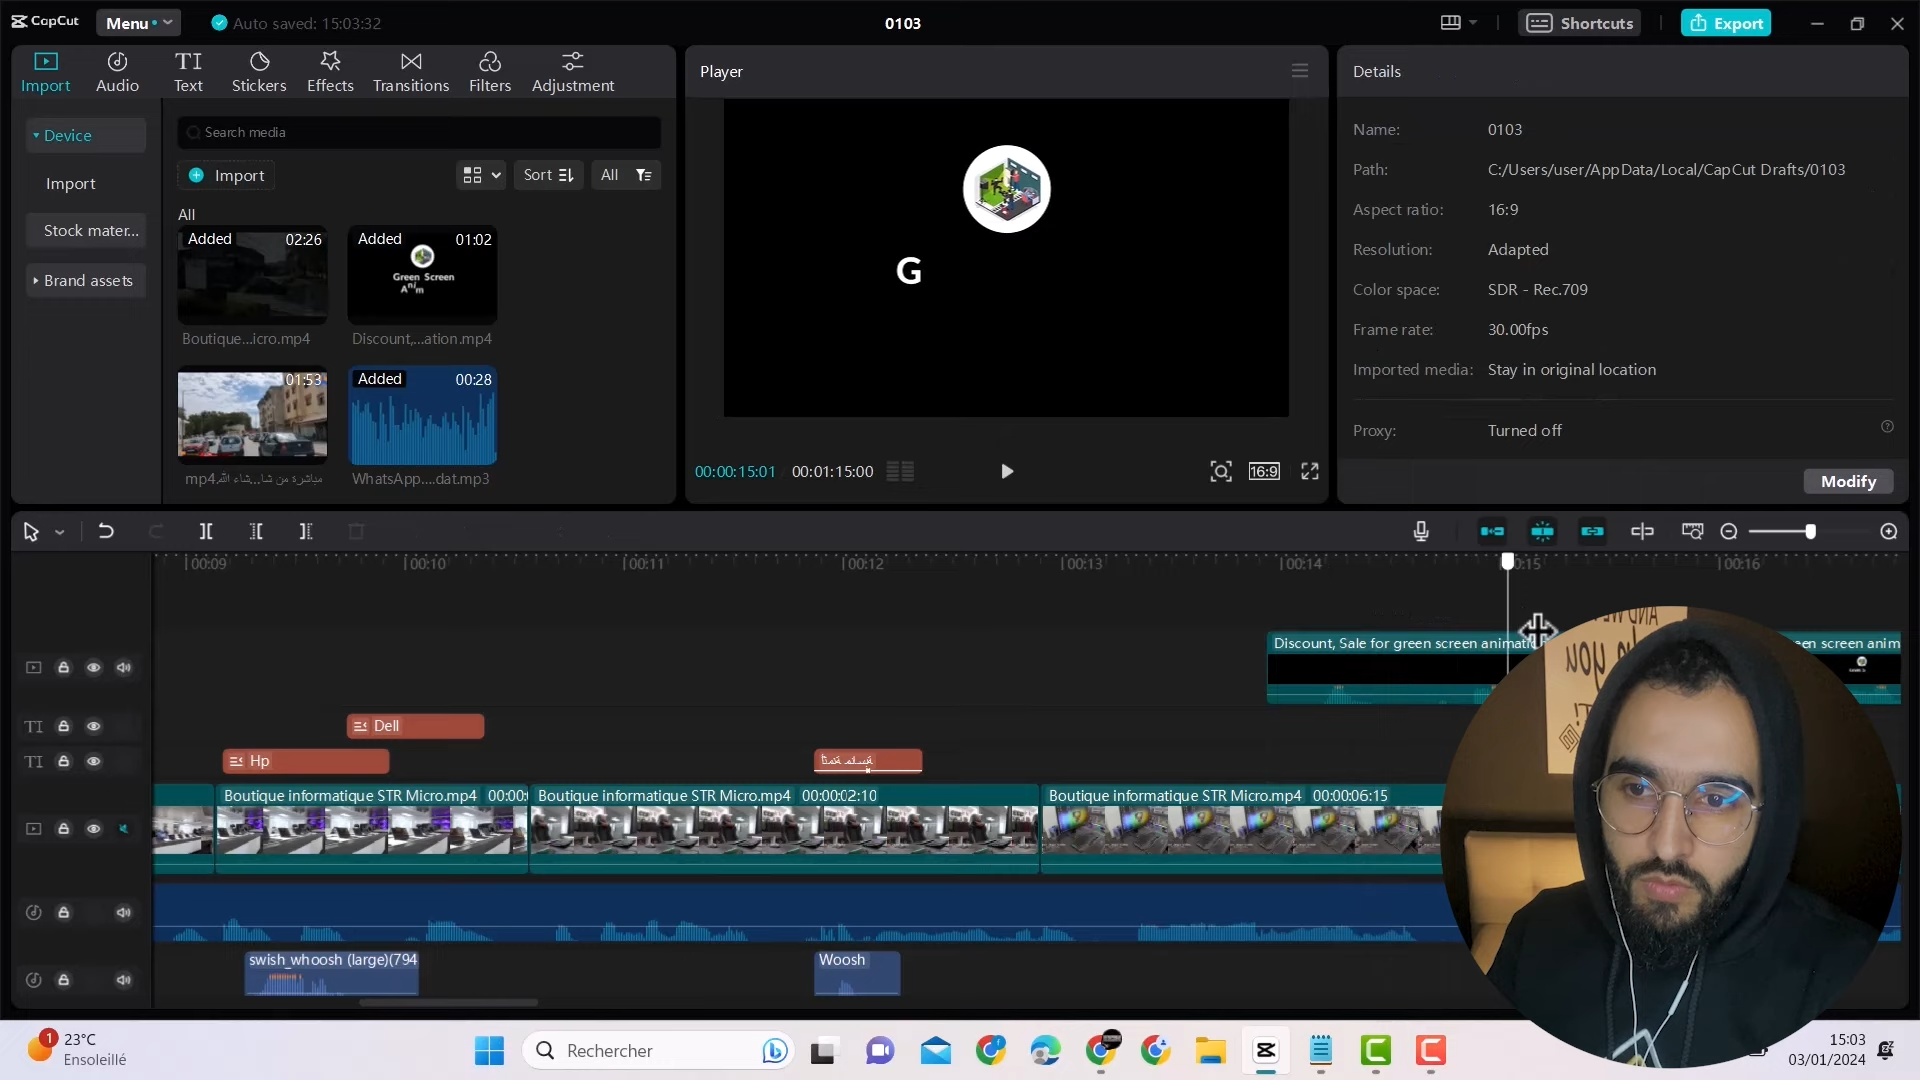 CapCut
Menu
Auto saved: 15:03:32
0103
Shortcuts
Export
Import
Audio
TI
Text
Stickers
Effects
Transitions
Filters
Adjustment
Device
Import
Stock mater...
Brand assets
Search media
Import
Sort
All
All
Added 02:26
Boutique...icro.mp4
Added 01:02
Green Screen
Anim
Discount,...ation.mp4
01:53
مباشرة من شا...شاء الله.mp4
Added 00:28
WhatsApp....dat.mp3
Player
G
00:00:15:01 00:01:15:00
16:9
Details
Name: 0103
Path: C:/Users/user/AppData/Local/CapCut Drafts/0103
Aspect ratio: 16:9
Resolution: Adapted
Color space: SDR - Rec.709
Frame rate: 30.00fps
Imported media: Stay in original location
Proxy: Turned off
Modify
00:09 00:10 00:11 00:12 00:13 00:14 0:15 00:16
Discount, Sale for green screen animati
een screen anim
TI
Dell
TI
Hp
Boutique informatique STR Micro.mp4 00:00:
Boutique informatique STR Micro.mp4 00:00:02:10
Boutique informatique STR Micro.mp4 00:00:06:15
swish_whoosh (large)(794
Woosh
1
23°C
Ensoleillé
Rechercher
15:03
03/01/2024